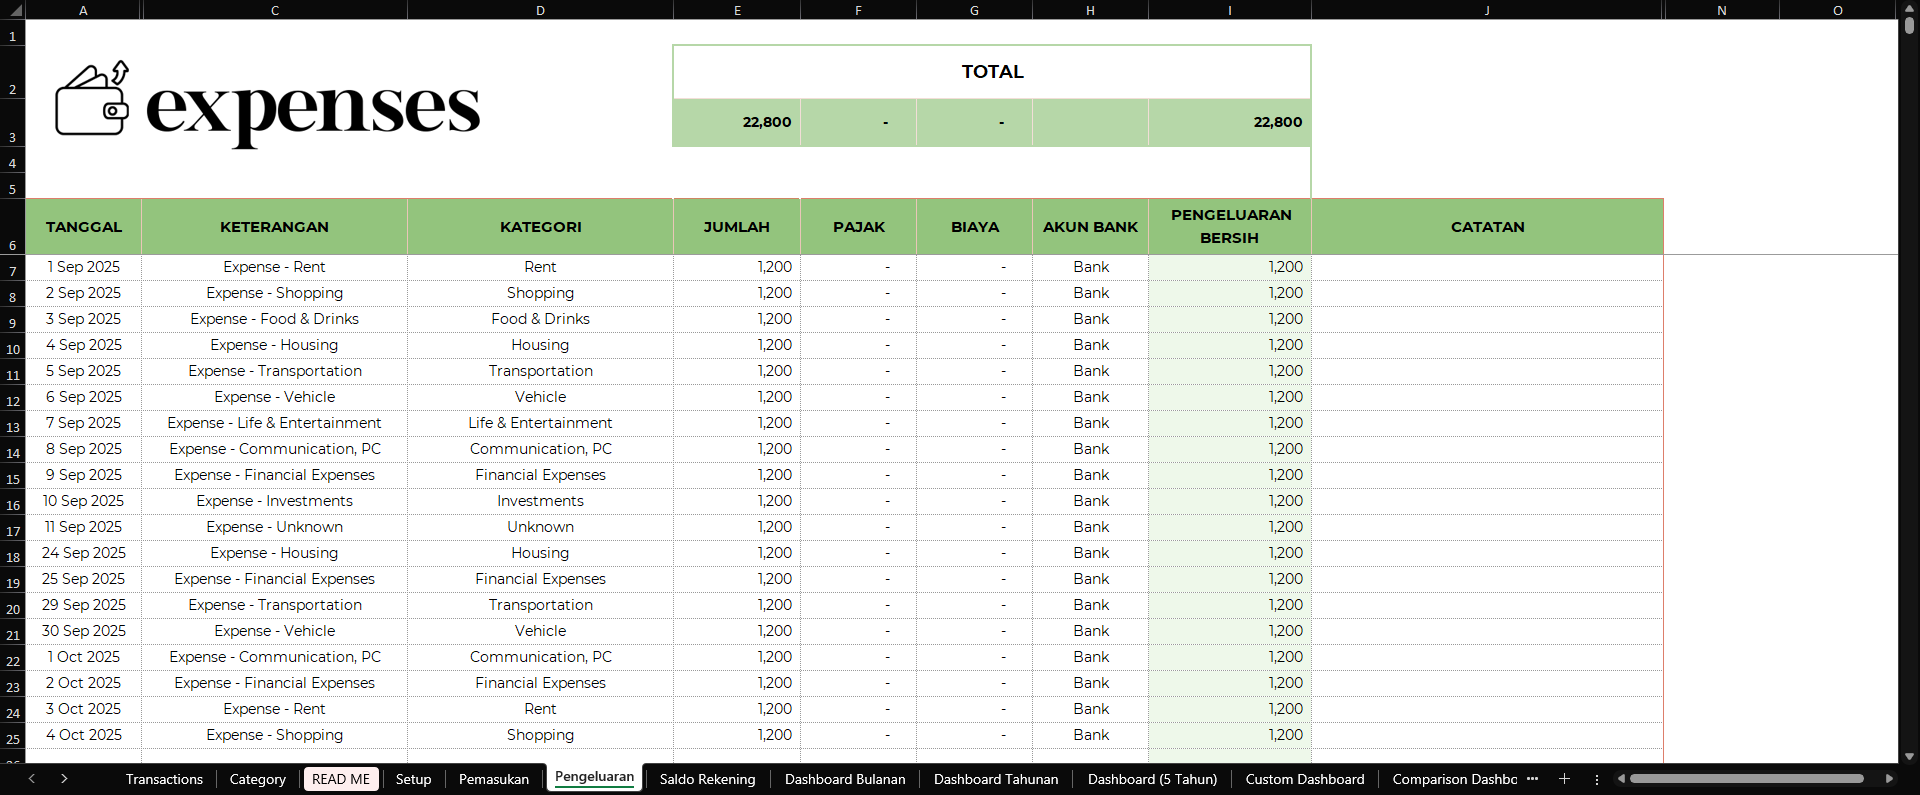 A C D E F G H I J N O
1
2 TOTAL
expenses
3 22,800 - - 22,800
4
5
6 TANGGAL KETERANGAN KATEGORI JUMLAH PAJAK BIAYA AKUN BANK PENGELUARAN BERSIH CATATAN
7 1 Sep 2025 Expense - Rent Rent 1,200 - - Bank 1,200
8 2 Sep 2025 Expense - Shopping Shopping 1,200 - - Bank 1,200
9 3 Sep 2025 Expense - Food & Drinks Food & Drinks 1,200 - - Bank 1,200
10 4 Sep 2025 Expense - Housing Housing 1,200 - - Bank 1,200
11 5 Sep 2025 Expense - Transportation Transportation 1,200 - - Bank 1,200
12 6 Sep 2025 Expense - Vehicle Vehicle 1,200 - - Bank 1,200
13 7 Sep 2025 Expense - Life & Entertainment Life & Entertainment 1,200 - - Bank 1,200
14 8 Sep 2025 Expense - Communication, PC Communication, PC 1,200 - - Bank 1,200
15 9 Sep 2025 Expense - Financial Expenses Financial Expenses 1,200 - - Bank 1,200
16 10 Sep 2025 Expense - Investments Investments 1,200 - - Bank 1,200
17 11 Sep 2025 Expense - Unknown Unknown 1,200 - - Bank 1,200
18 24 Sep 2025 Expense - Housing Housing 1,200 - - Bank 1,200
19 25 Sep 2025 Expense - Financial Expenses Financial Expenses 1,200 - - Bank 1,200
20 29 Sep 2025 Expense - Transportation Transportation 1,200 - - Bank 1,200
21 30 Sep 2025 Expense - Vehicle Vehicle 1,200 - - Bank 1,200
22 1 Oct 2025 Expense - Communication, PC Communication, PC 1,200 - - Bank 1,200
23 2 Oct 2025 Expense - Financial Expenses Financial Expenses 1,200 - - Bank 1,200
24 3 Oct 2025 Expense - Rent Rent 1,200 - - Bank 1,200
25 4 Oct 2025 Expense - Shopping Shopping 1,200 - - Bank 1,200
Transactions Category READ ME Setup Pemasukan Pengeluaran Saldo Rekening Dashboard Bulanan Dashboard Tahunan Dashboard (5 Tahun) Custom Dashboard Comparison Dashbo